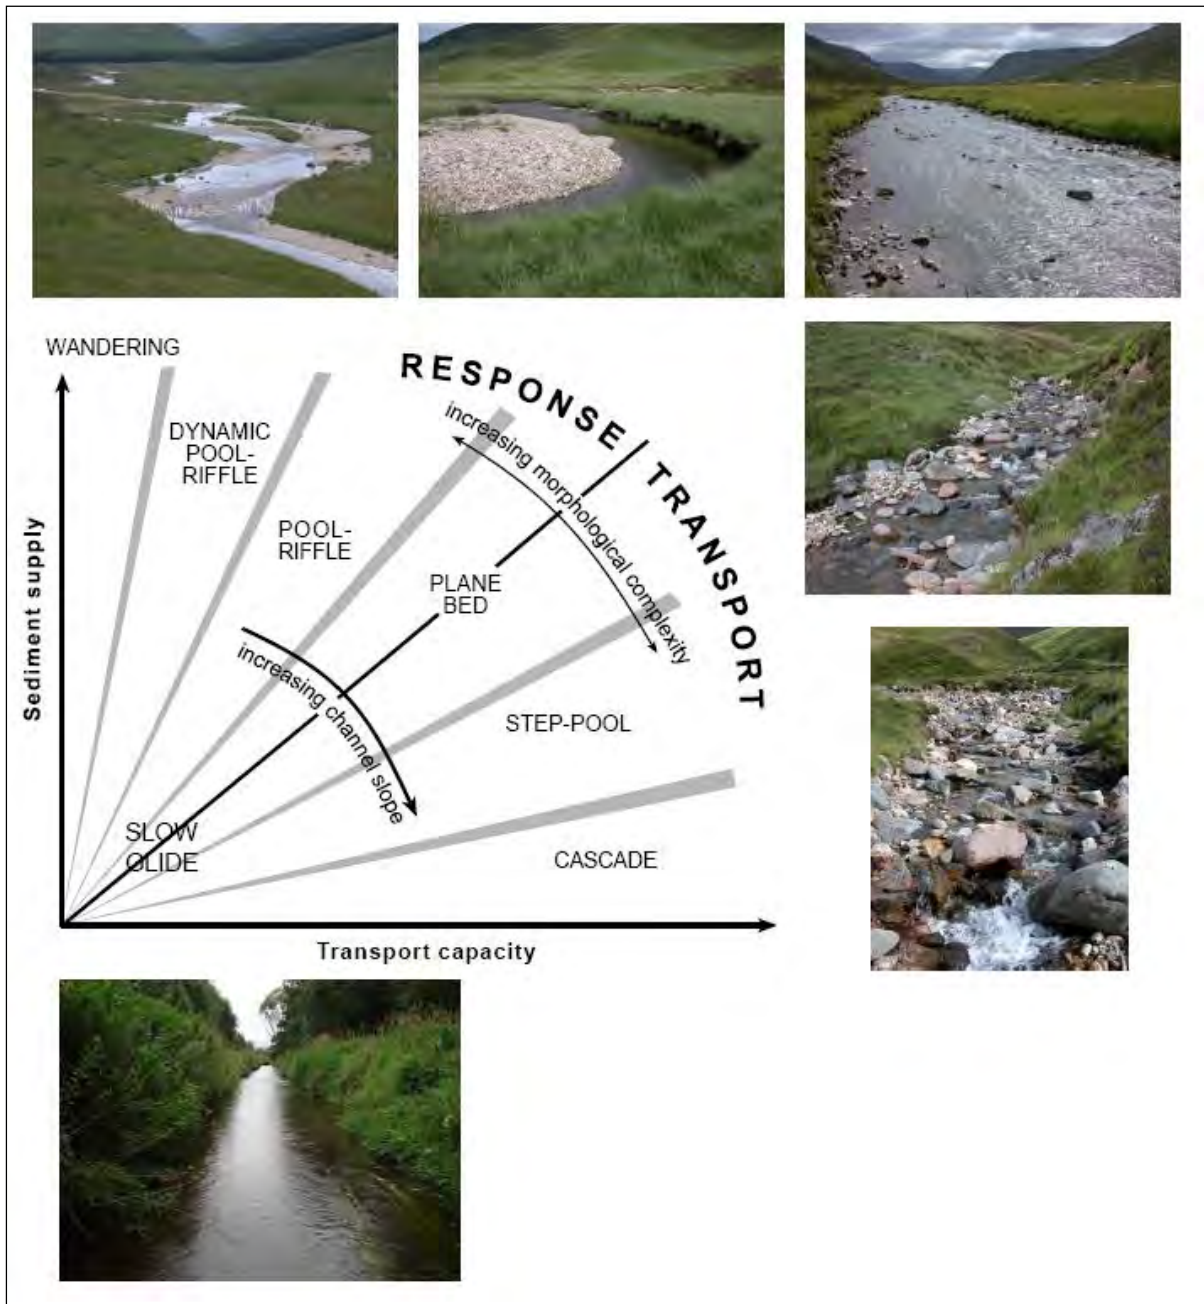 WANDERING
RESPONSE
TRANSPORT
increasing morphological complexity
DYNAMIC
POOL-
RIFFLE
POOL-
RIFFLE
PLANE
BED
increasing channel slope
STEP-POOL
SLOW
GLIDE
CASCADE
Sediment supply
Transport capacity